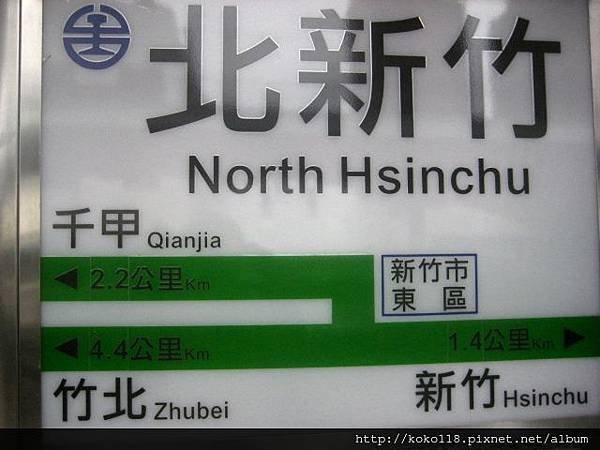 北新竹
North Hsinchu
千甲 Qianjia
2.2公里Km
新竹市
東 區
4.4公里Km
1.4公里Km
竹北 Zhubei
新竹 Hsinchu
http://koko118.pixnet.net/album